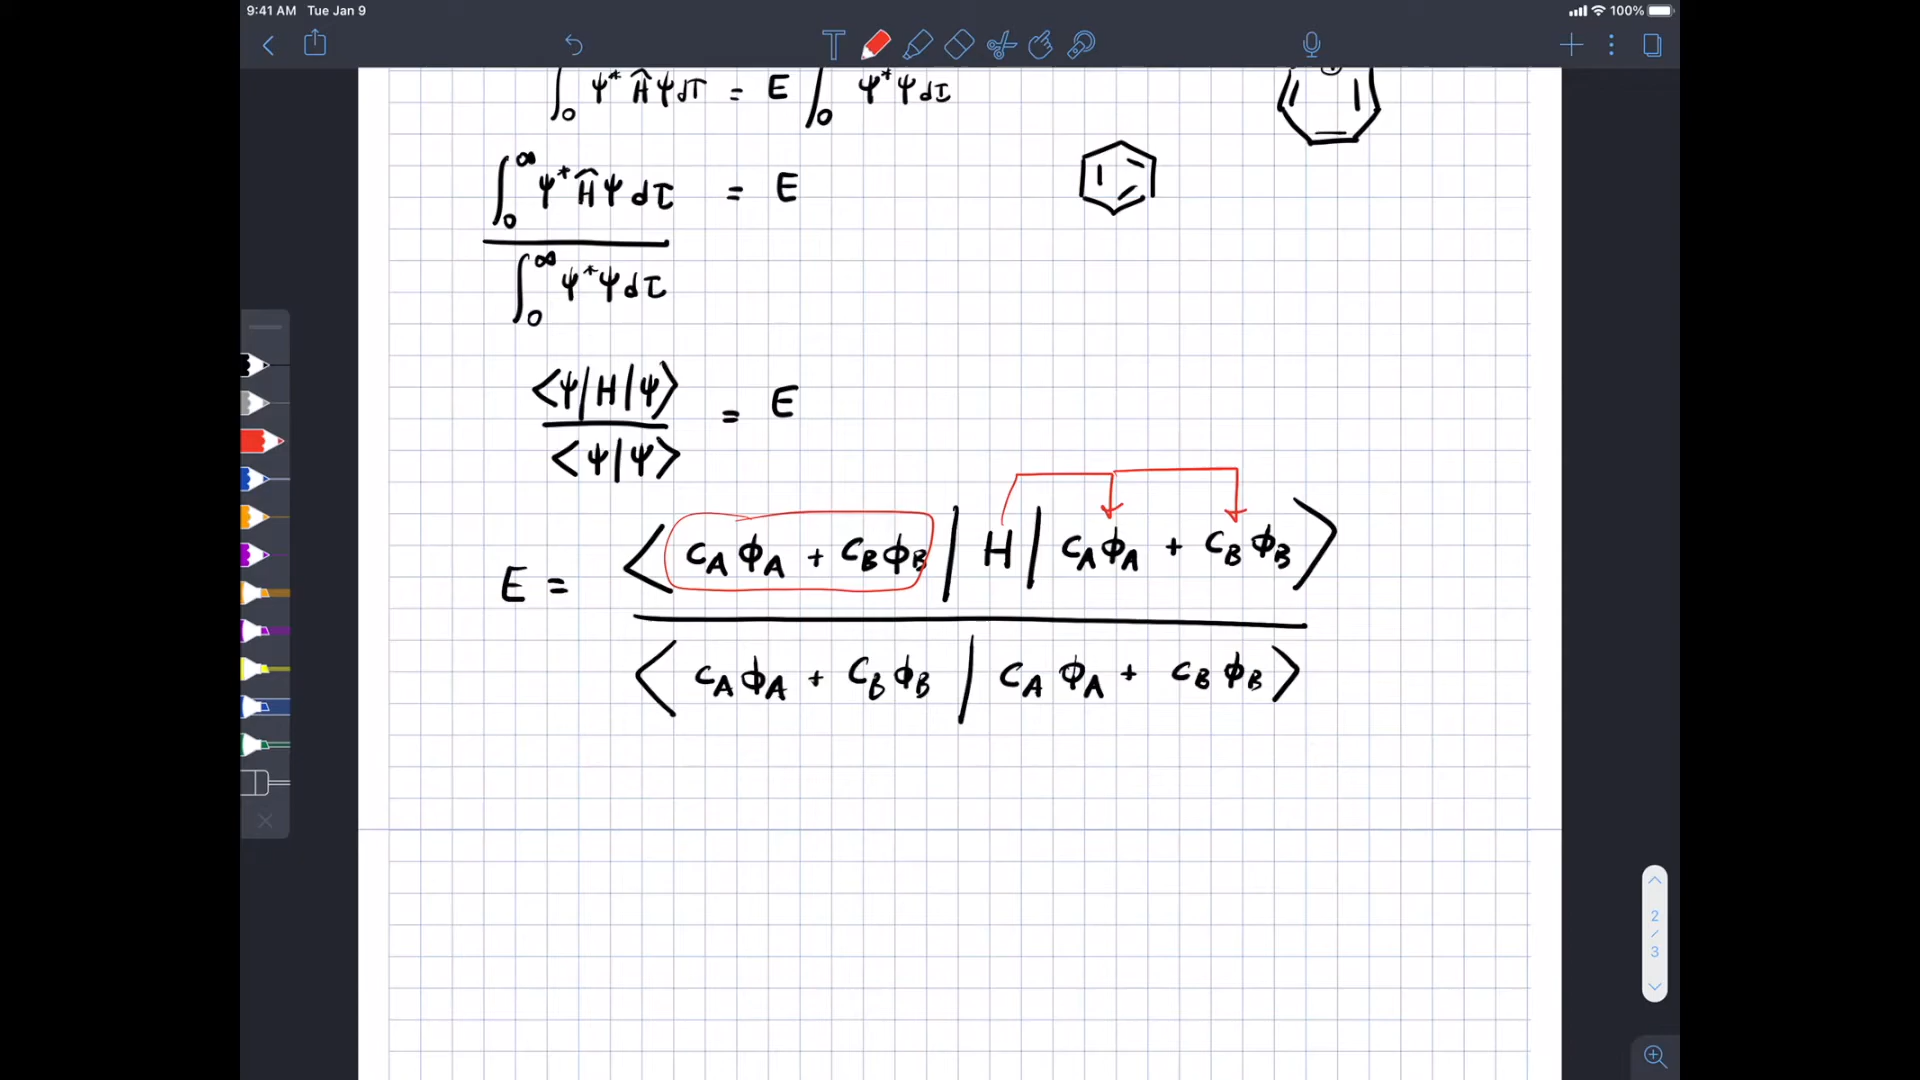 9:41 AM Tue Jan 9
100%
∫₀ ψ* Ĥ ψ dτ = E ∫₀ ψ* ψ dτ
∫₀^∞ ψ* Ĥ ψ dτ = E
∫₀^∞ ψ* ψ dτ
<ψ|H|ψ> = E
<ψ|ψ>
E = <c_A ϕ_A + c_B ϕ_B | H | c_A ϕ_A + c_B ϕ_B>
<c_A ϕ_A + c_B ϕ_B | c_A ϕ_A + c_B ϕ_B>
2
/
3